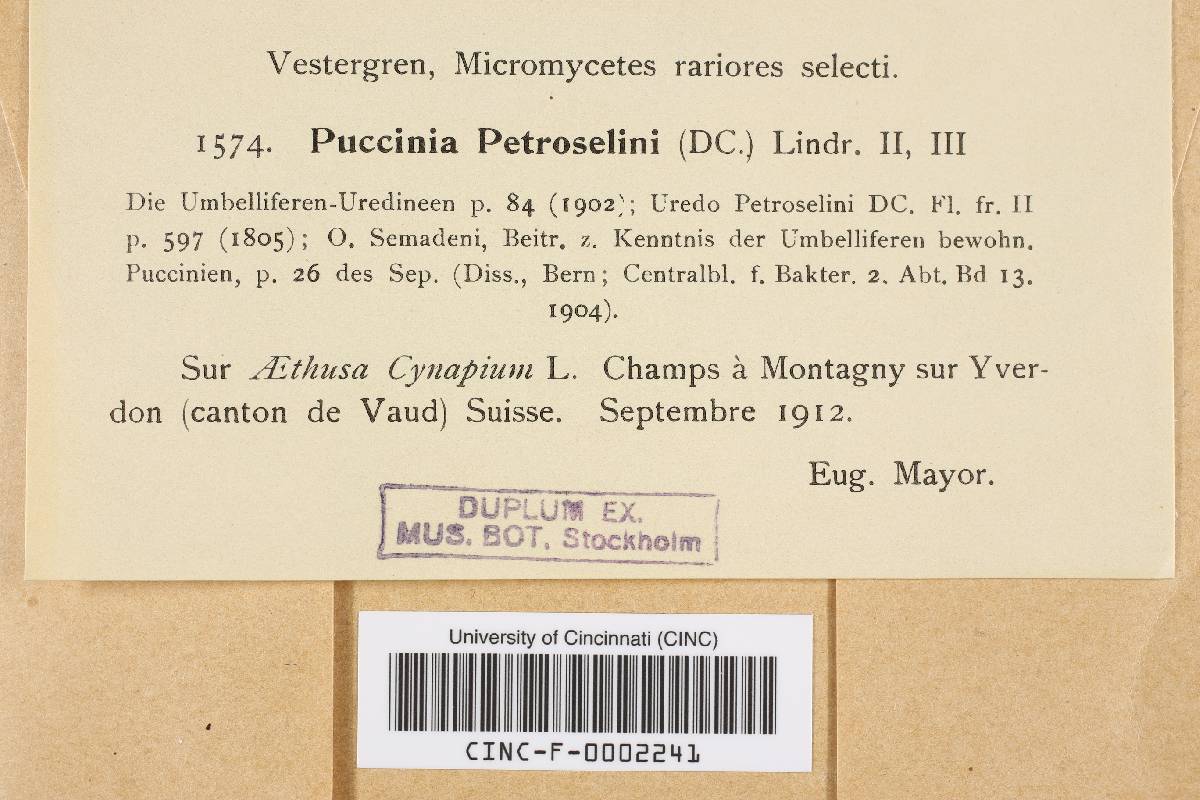 Vestergren, Micromycetes rariores selecti.
1574. Puccinia Petroselini (DC.) Lindr. II, III
Die Umbelliferen-Uredineen p. 84 (1902); Uredo Petroselini DC. Fl. fr. II
p. 597 (1805); O. Semadeni, Beitr. z. Kenntnis der Umbelliferen bewohn.
Puccinien, p. 26 des Sep. (Diss., Bern; Centralbl. f. Bakter. 2. Abt. Bd 13.
1904).
Sur Æthusa Cynapium L. Champs à Montagny sur Yver-
don (canton de Vaud) Suisse. Septembre 1912.
Eug. Mayor.
DUPLUM EX.
MUS. BOT. Stockholm
University of Cincinnati (CINC)
CINC-F-0002241